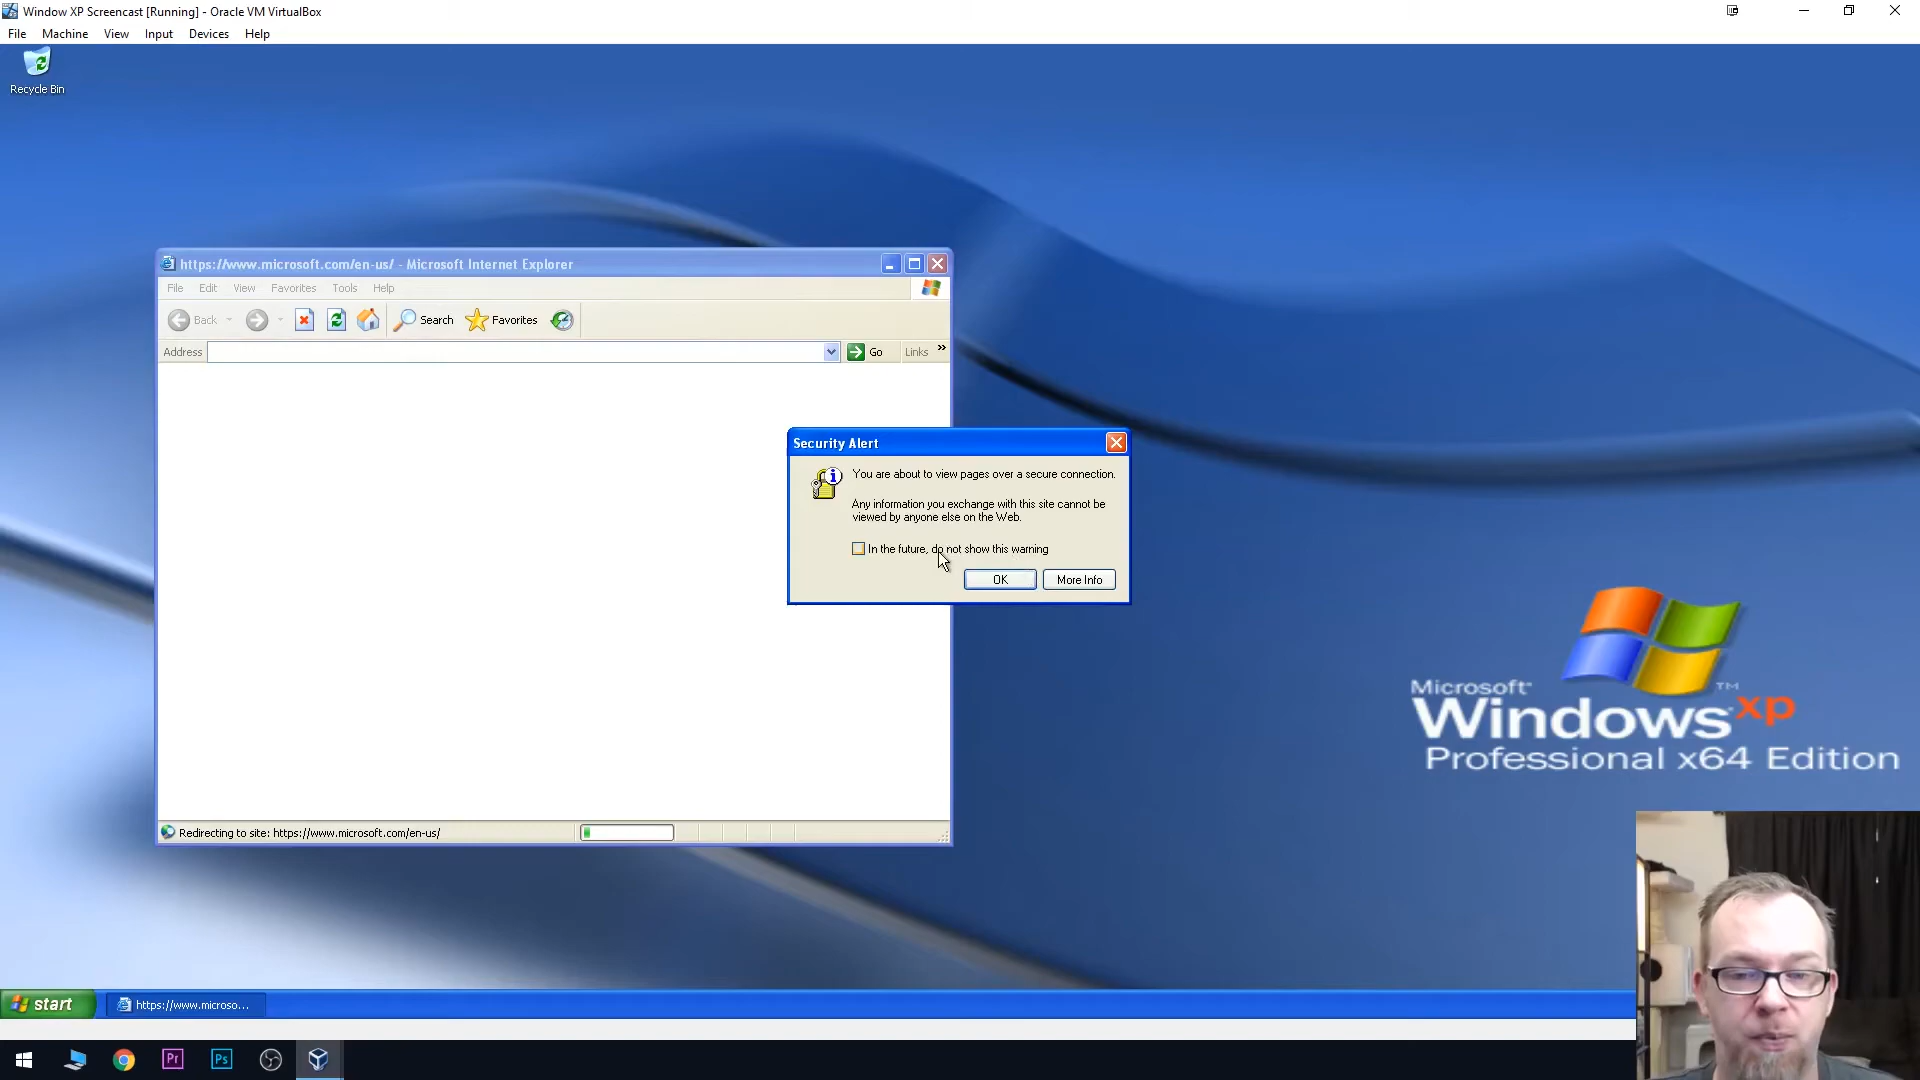 Window XP Screencast [Running] - Oracle VM VirtualBox
File Machine View Input Devices Help
Recycle Bin
https://www.microsoft.com/en-us/ - Microsoft Internet Explorer
File Edit View Favorites Tools Help
Back Search Favorites
Address Go Links »
Security Alert
You are about to view pages over a secure connection.
Any information you exchange with this site cannot be
viewed by anyone else on the Web.
In the future, do not show this warning
OK More Info
Microsoft®
Windows xp ™
Professional x64 Edition
Redirecting to site: https://www.microsoft.com/en-us/
start https://www.microso...
Pr Ps